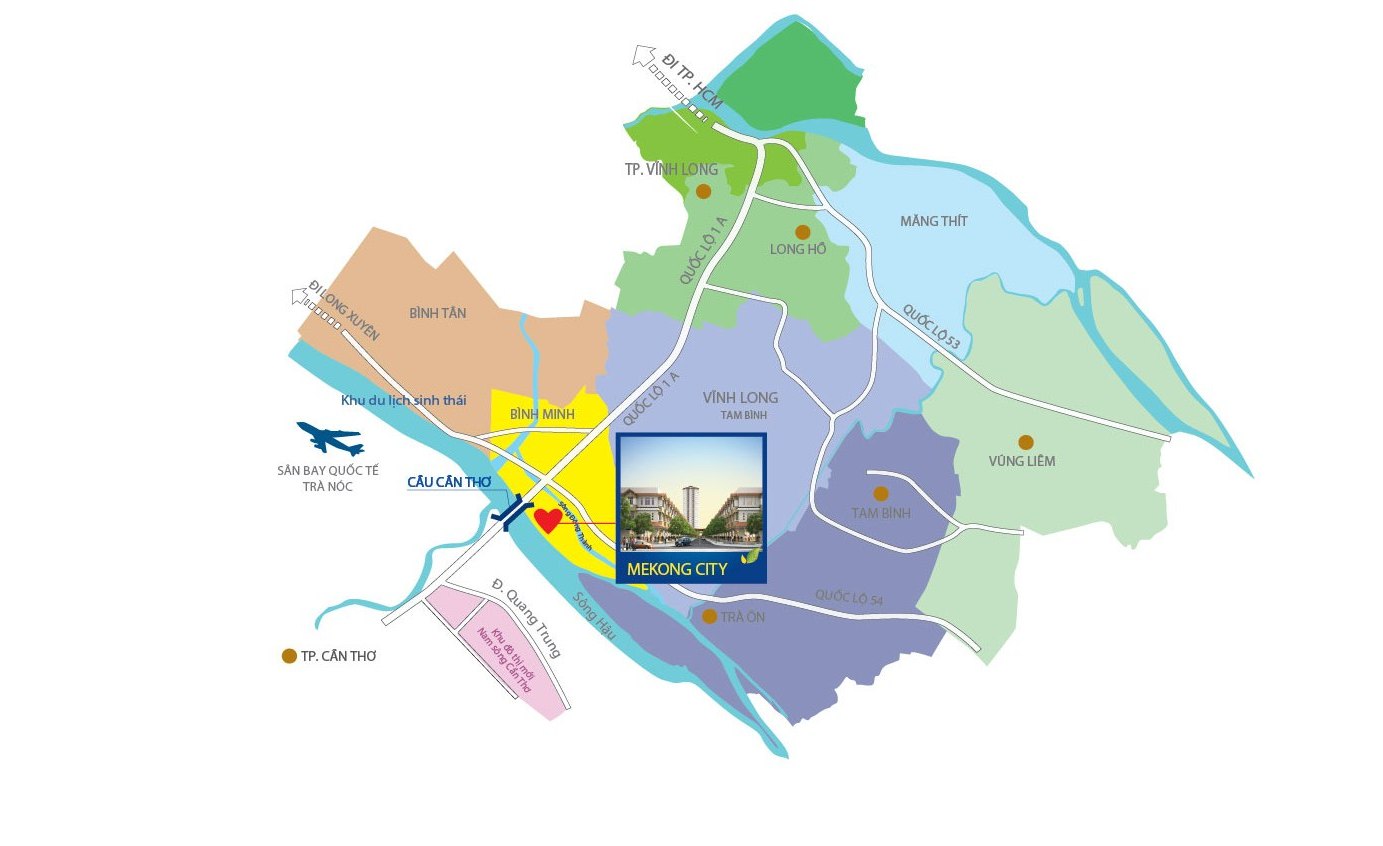 ĐI TP. HCM
TP. VĨNH LONG
MĂNG THÍT
QUỐC LỘ 1 A
LONG HỒ
ĐI LONG XUYÊN
BÌNH TÂN
QUỐC LỘ 53
Khu du lịch sinh thái
QUỐC LỘ 1 A
VĨNH LONG
TAM BÌNH
BÌNH MINH
SÂN BAY QUỐC TẾ
TRÀ NÓC
CẦU CẦN THƠ
VŨNG LIÊM
TAM BÌNH
Sông Đông Thành
MEKONG CITY
Đ. Quang Trung
Sông Hậu
QUỐC LỘ 54
TRÀ ÔN
Khu đô thị mới
Nam sông Cần Thơ
TP. CẦN THƠ